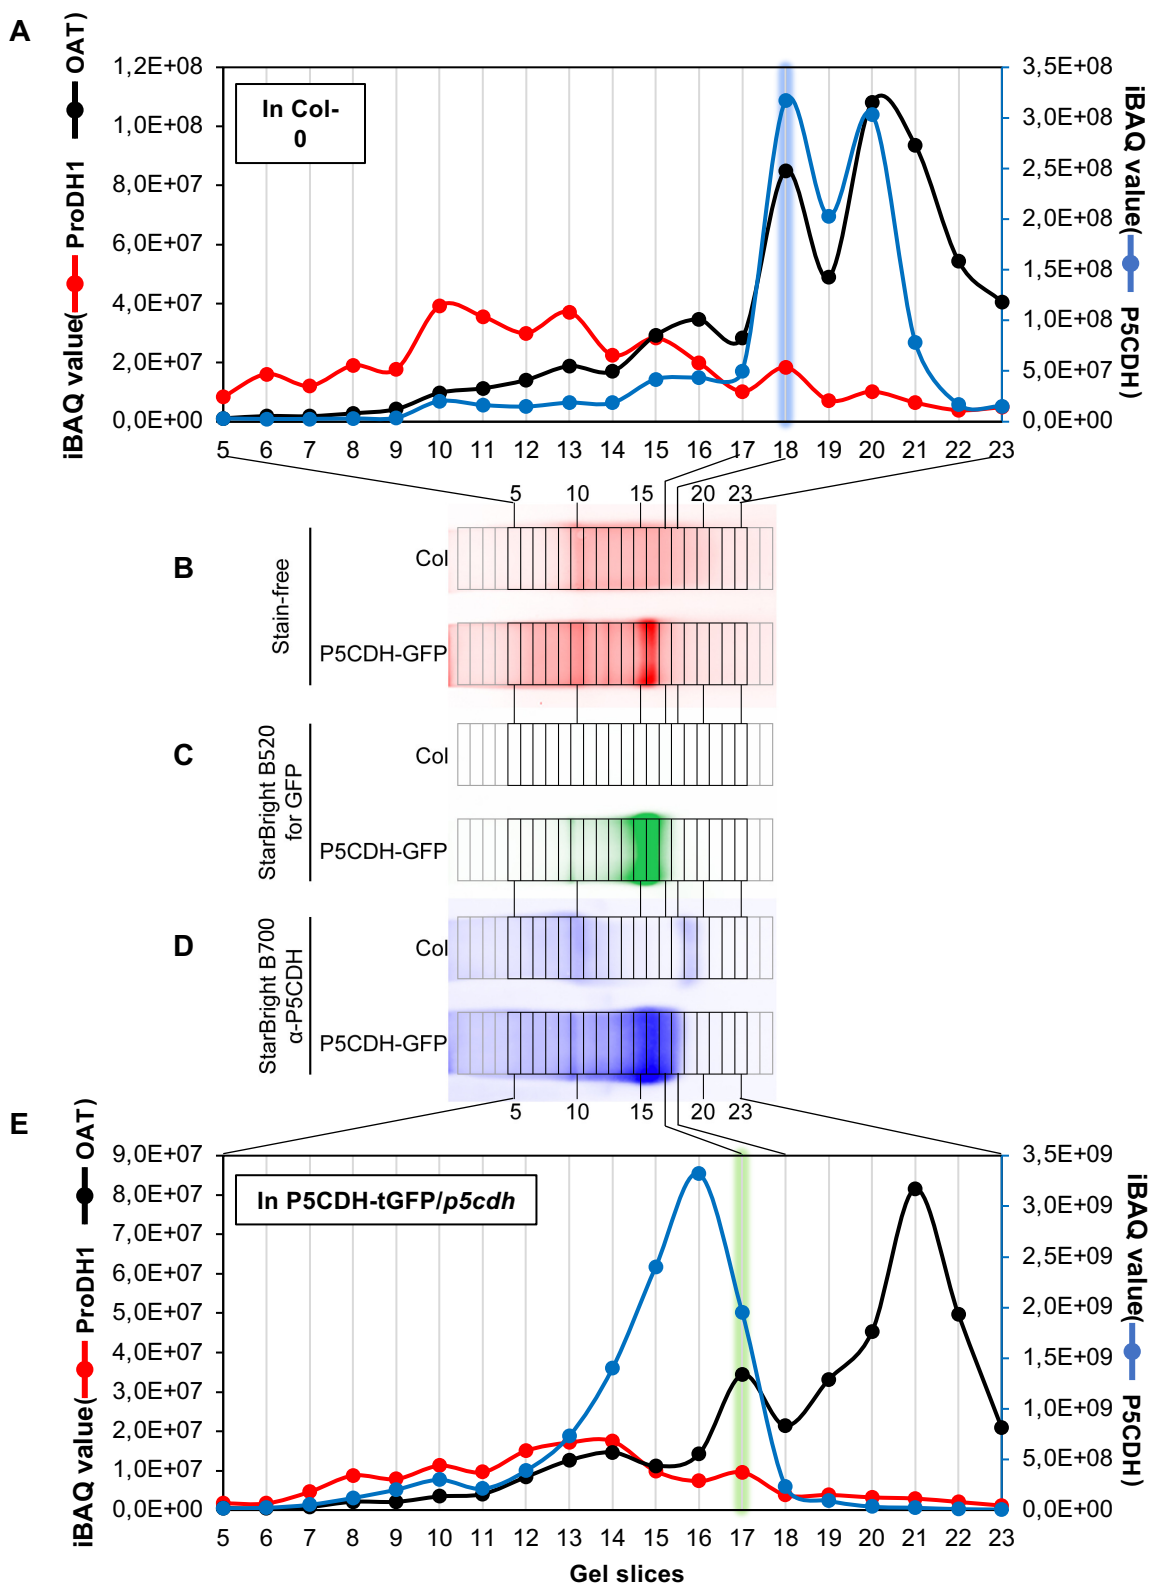 A
iBAQ value( ProDH1 OAT)
1,2E+08
1,0E+08
8,0E+07
6,0E+07
4,0E+07
2,0E+07
0,0E+00
In Col-
0
3,5E+08
3,0E+08
2,5E+08
2,0E+08
1,5E+08
1,0E+08
5,0E+07
0,0E+00
iBAQ value( P5CDH)
5 6 7 8 9 10 11 12 13 14 15 16 17 18 19 20 21 22 23
5 10 15 20 23
B
Stain-free
Col
P5CDH-GFP
C
StarBright B520
for GFP
Col
P5CDH-GFP
D
StarBright B700
α-P5CDH
Col
P5CDH-GFP
5 10 15 20 23
E
iBAQ value( ProDH1 OAT)
9,0E+07
8,0E+07
7,0E+07
6,0E+07
5,0E+07
4,0E+07
3,0E+07
2,0E+07
1,0E+07
0,0E+00
In P5CDH-tGFP/p5cdh
3,5E+09
3,0E+09
2,5E+09
2,0E+09
1,5E+09
1,0E+09
5,0E+08
0,0E+00
iBAQ value( P5CDH)
5 6 7 8 9 10 11 12 13 14 15 16 17 18 19 20 21 22 23
Gel slices